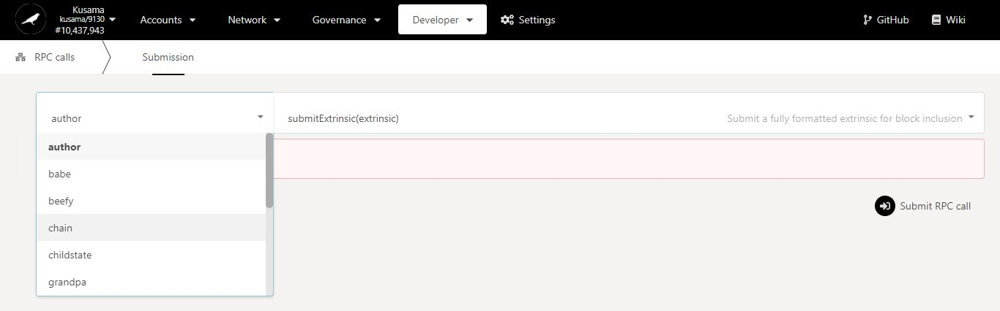 Kusama
kusama/9130
#10,437,943
Accounts
Network
Governance
Developer
Settings
GitHub
Wiki
RPC calls
Submission
author
submitExtrinsic(extrinsic)
Submit a fully formatted extrinsic for block inclusion
author
babe
beefy
chain
childstate
grandpa
Submit RPC call